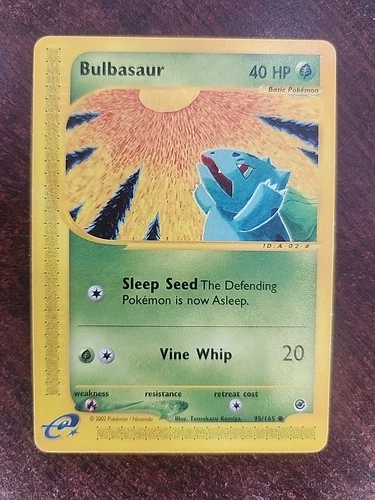 Bulbasaur 40 HP
Basic Pokémon
ID:A-02-#
Sleep Seed The Defending
Pokémon is now Asleep.
Vine Whip 20
weakness resistance retreat cost
© 2002 Pokémon / Nintendo Illus. Tomokazu Komiya 95/165
e